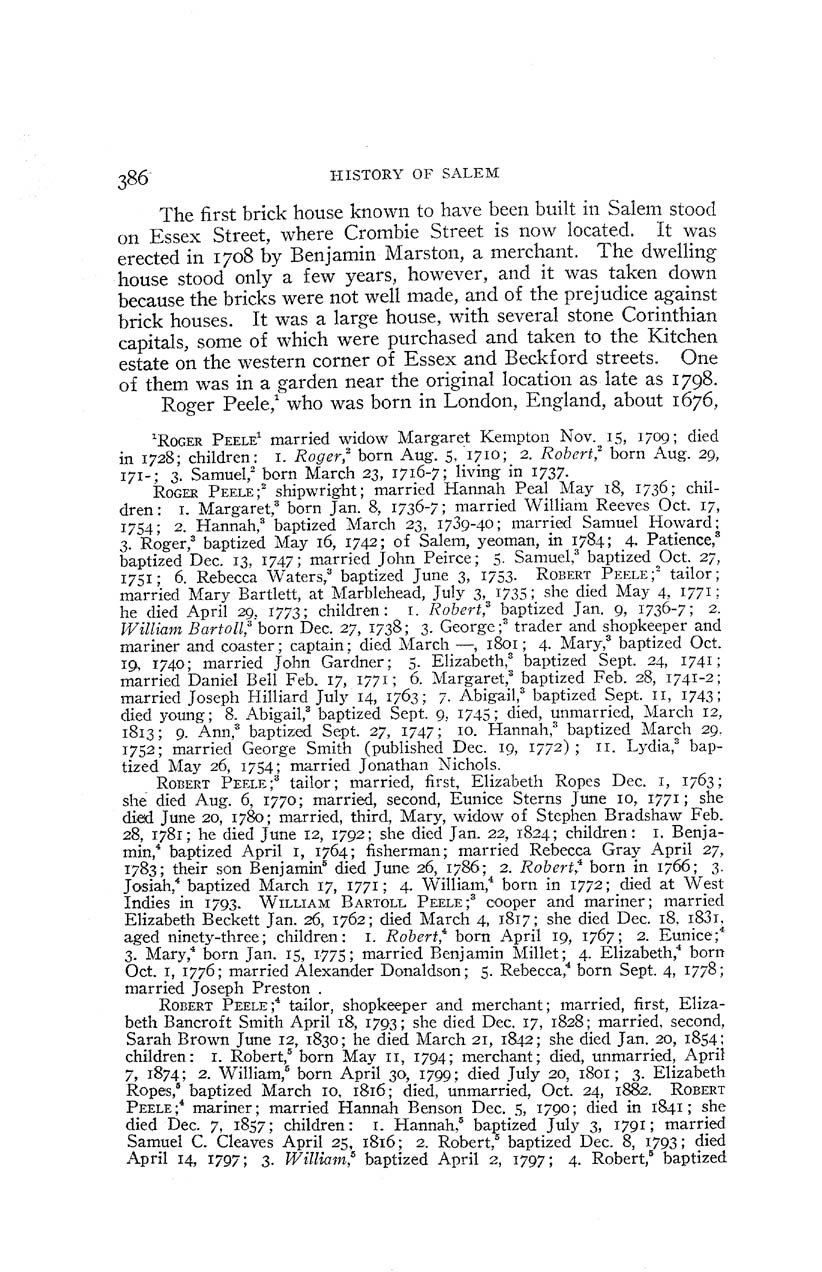 386 HISTORY OF SALEM
The first brick house known to have been built in Salem stood
on Essex Street, where Crombie Street is now located. It was
erected in 1708 by Benjamin Marston, a merchant. The dwelling
house stood only a few years, however, and it was taken down
because the bricks were not well made, and of the prejudice against
brick houses. It was a large house, with several stone Corinthian
capitals, some of which were purchased and taken to the Kitchen
estate on the western corner of Essex and Beckford streets. One
of them was in a garden near the original location as late as 1798.
Roger Peele,¹ who was born in London, England, about 1676,
¹ROGER PEELE¹ married widow Margaret Kempton Nov. 15, 1709; died
in 1728; children: 1. Roger,² born Aug. 5, 1710; 2. Robert,² born Aug. 29,
171-; 3. Samuel,² born March 23, 1716-7; living in 1737.
ROGER PEELE;² shipwright; married Hannah Peal May 18, 1736; chil-
dren: 1. Margaret,³ born Jan. 8, 1736-7; married William Reeves Oct. 17,
1754; 2. Hannah,³ baptized March 23, 1739-40; married Samuel Howard;
3. Roger,³ baptized May 16, 1742; of Salem, yeoman, in 1784; 4. Patience,³
baptized Dec. 13, 1747; married John Peirce; 5. Samuel,³ baptized Oct. 27,
1751; 6. Rebecca Waters,³ baptized June 3, 1753. ROBERT PEELE;² tailor;
married Mary Bartlett, at Marblehead, July 3, 1735; she died May 4, 1771;
he died April 29, 1773; children: 1. Robert,³ baptized Jan. 9, 1736-7; 2.
William Bartoll,³ born Dec. 27, 1738; 3. George;³ trader and shopkeeper and
mariner and coaster; captain; died March —, 1801; 4. Mary,³ baptized Oct.
19, 1740; married John Gardner; 5. Elizabeth,³ baptized Sept. 24, 1741;
married Daniel Bell Feb. 17, 1771; 6. Margaret,³ baptized Feb. 28, 1741-2;
married Joseph Hilliard July 14, 1763; 7. Abigail,³ baptized Sept. 11, 1743;
died young; 8. Abigail,³ baptized Sept. 9, 1745; died, unmarried, March 12,
1813; 9. Ann,³ baptized Sept. 27, 1747; 10. Hannah,³ baptized March 29,
1752; married George Smith (published Dec. 19, 1772); 11. Lydia,³ bap-
tized May 26, 1754; married Jonathan Nichols.
ROBERT PEELE;³ tailor; married, first, Elizabeth Ropes Dec. 1, 1763;
she died Aug. 6, 1770; married, second, Eunice Sterns June 10, 1771; she
died June 20, 1780; married, third, Mary, widow of Stephen Bradshaw Feb.
28, 1781; he died June 12, 1792; she died Jan. 22, 1824; children: 1. Benja-
min,⁴ baptized April 1, 1764; fisherman; married Rebecca Gray April 27,
1783; their son Benjamin⁵ died June 26, 1786; 2. Robert,⁴ born in 1766; 3.
Josiah,⁴ baptized March 17, 1771; 4. William,⁴ born in 1772; died at West
Indies in 1793. WILLIAM BARTOLL PEELE;³ cooper and mariner; married
Elizabeth Beckett Jan. 26, 1762; died March 4, 1817; she died Dec. 18, 1831,
aged ninety-three; children: 1. Robert,⁴ born April 19, 1767; 2. Eunice;⁴
3. Mary,⁴ born Jan. 15, 1775; married Benjamin Millet; 4. Elizabeth,⁴ born
Oct. 1, 1776; married Alexander Donaldson; 5. Rebecca,⁴ born Sept. 4, 1778;
married Joseph Preston .
ROBERT PEELE;⁴ tailor, shopkeeper and merchant; married, first, Eliza-
beth Bancroft Smith April 18, 1793; she died Dec. 17, 1828; married, second,
Sarah Brown June 12, 1830; he died March 21, 1842; she died Jan. 20, 1854;
children: 1. Robert,⁵ born May 11, 1794; merchant; died, unmarried, April
7, 1874; 2. William,⁵ born April 30, 1799; died July 20, 1801; 3. Elizabeth
Ropes,⁵ baptized March 10, 1816; died, unmarried, Oct. 24, 1882. ROBERT
PEELE;⁴ mariner; married Hannah Benson Dec. 5, 1790; died in 1841; she
died Dec. 7, 1857; children: 1. Hannah,⁵ baptized July 3, 1791; married
Samuel C. Cleaves April 25, 1816; 2. Robert,⁵ baptized Dec. 8, 1793; died
April 14, 1797; 3. William,⁵ baptized April 2, 1797; 4. Robert,⁵ baptized